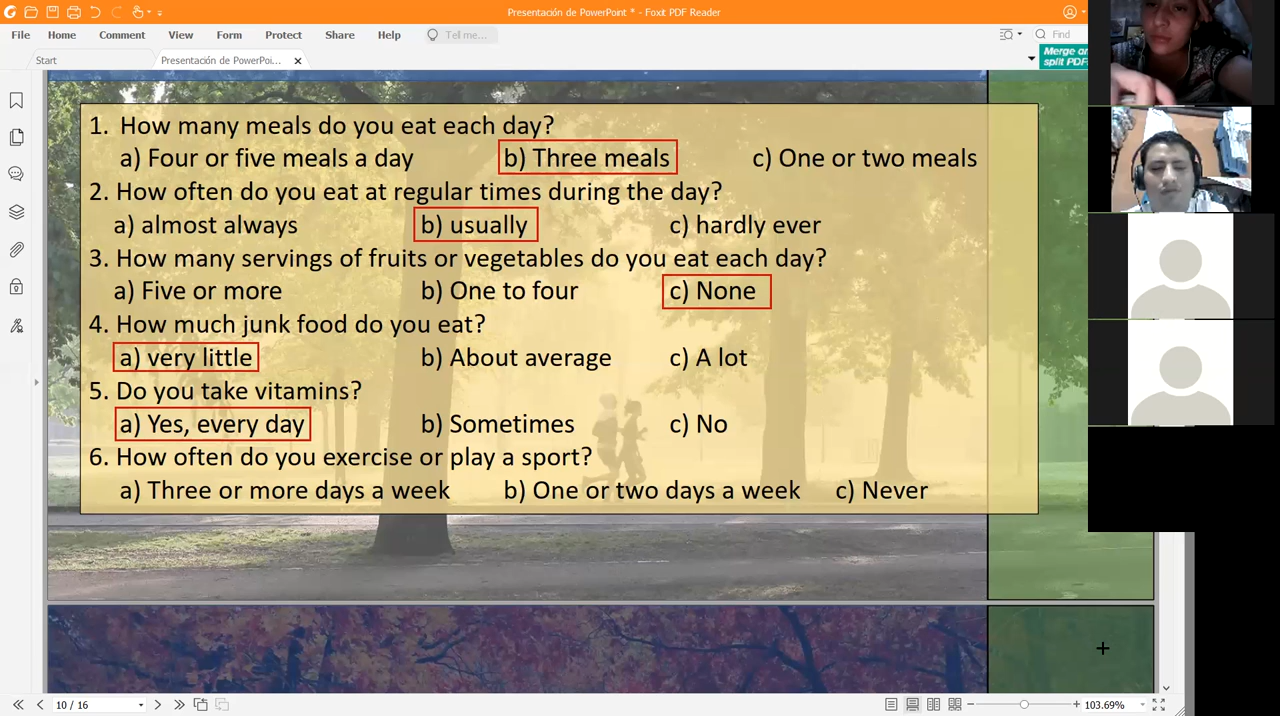 Presentación de PowerPoint * - Foxit PDF Reader
File Home Comment View Form Protect Share Help Tell me... Find
Start Presentación de PowerPoi...
Merge an
split PDFs
1. How many meals do you eat each day?
a) Four or five meals a day b) Three meals c) One or two meals
2. How often do you eat at regular times during the day?
a) almost always b) usually c) hardly ever
3. How many servings of fruits or vegetables do you eat each day?
a) Five or more b) One to four c) None
4. How much junk food do you eat?
a) very little b) About average c) A lot
5. Do you take vitamins?
a) Yes, every day b) Sometimes c) No
6. How often do you exercise or play a sport?
a) Three or more days a week b) One or two days a week c) Never
10 / 16 103.69%